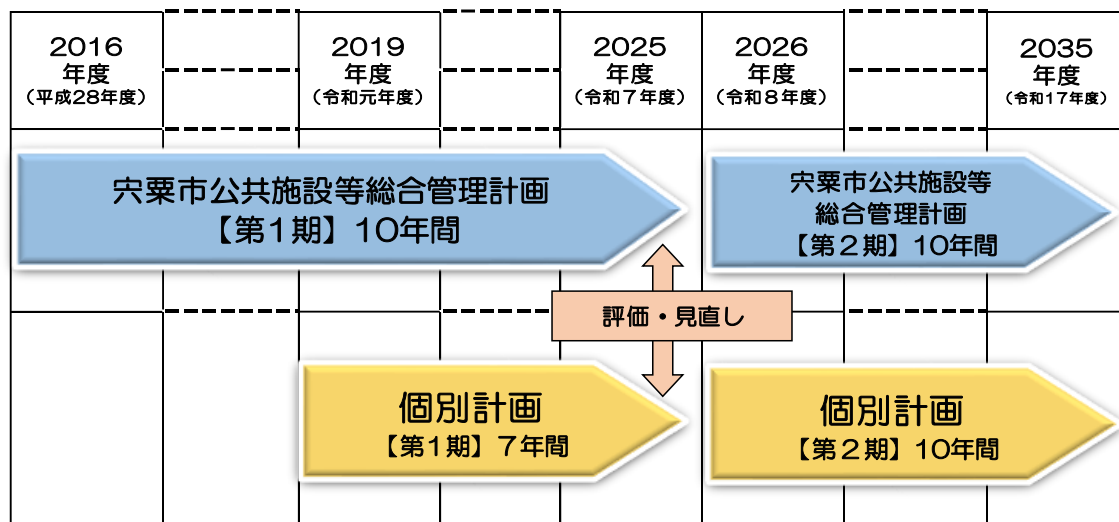 2016
年度
(平成28年度)
2019
年度
(令和元年度)
2025
年度
(令和7年度)
2026
年度
(令和8年度)
2035
年度
(令和17年度)
宍粟市公共施設等総合管理計画
【第1期】10年間
宍粟市公共施設等
総合管理計画
【第2期】10年間
評価・見直し
個別計画
【第1期】7年間
個別計画
【第2期】10年間